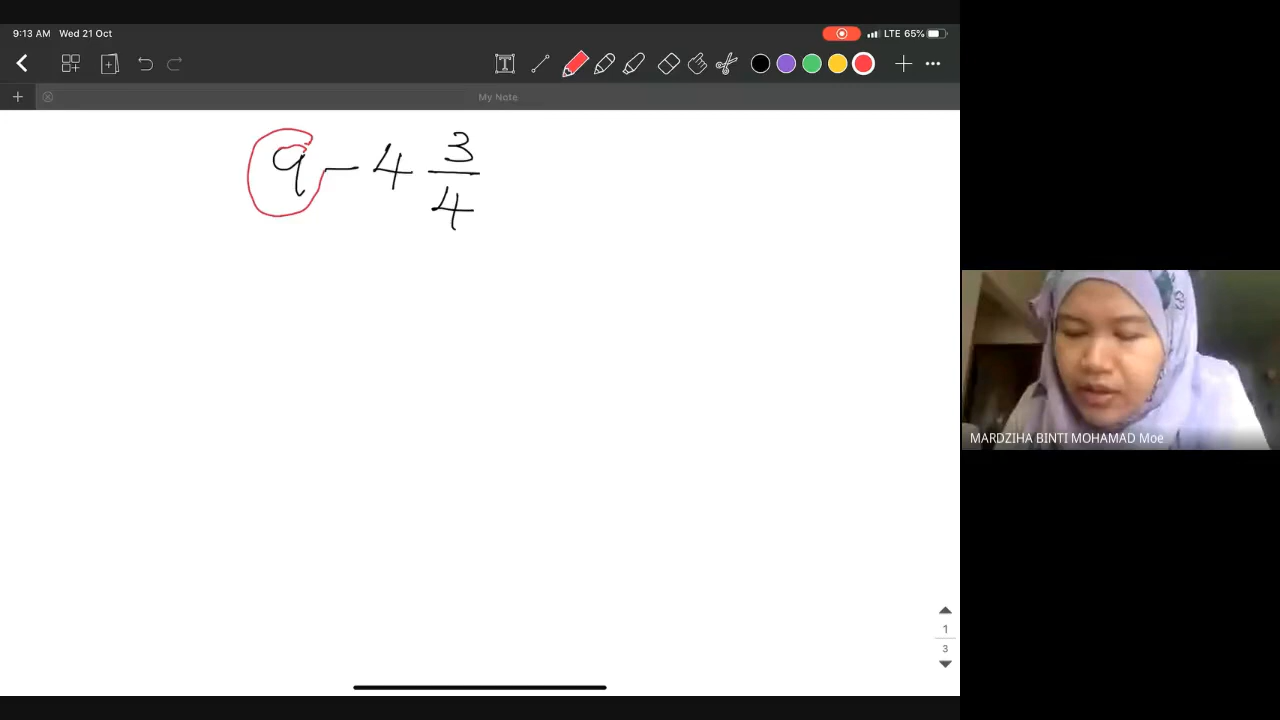 9:13 AM Wed 21 Oct
LTE 65%
T
My Note
9 - 4 3/4
MARDZIHA BINTI MOHAMAD Moe
1
3